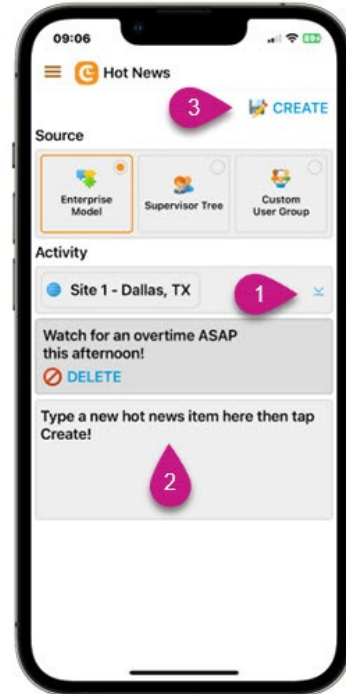 09:06
89
Hot News
3
CREATE
Source
Enterprise
Model
Supervisor Tree
Custom
User Group
Activity
Site 1 - Dallas, TX
1
Watch for an overtime ASAP
this afternoon!
DELETE
Type a new hot news item here then tap
Create!
2